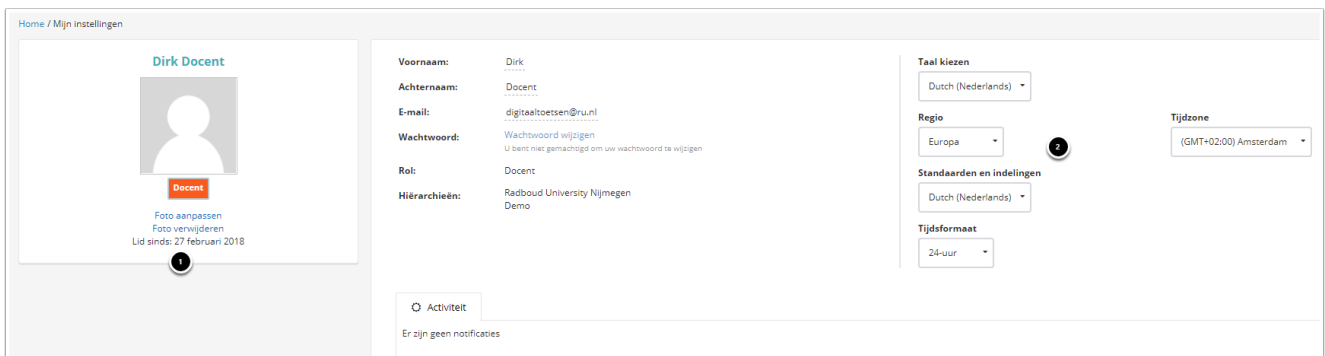 Home / Mijn instellingen
Dirk Docent
Docent
Foto aanpassen
Foto verwijderen
Lid sinds: 27 februari 2018
1
Voornaam: Dirk
Achternaam: Docent
E-mail: digitaaltoetsen@ru.nl
Wachtwoord: Wachtwoord wijzigen
U bent niet gemachtigd om uw wachtwoord te wijzigen
Rol: Docent
Hiërarchieën: Radboud University Nijmegen
Demo
Taal kiezen
Dutch (Nederlands)
Regio
Europa
2
Tijdzone
(GMT+02:00) Amsterdam
Standaarden en indelingen
Dutch (Nederlands)
Tijdsformaat
24-uur
Activiteit
Er zijn geen notificaties